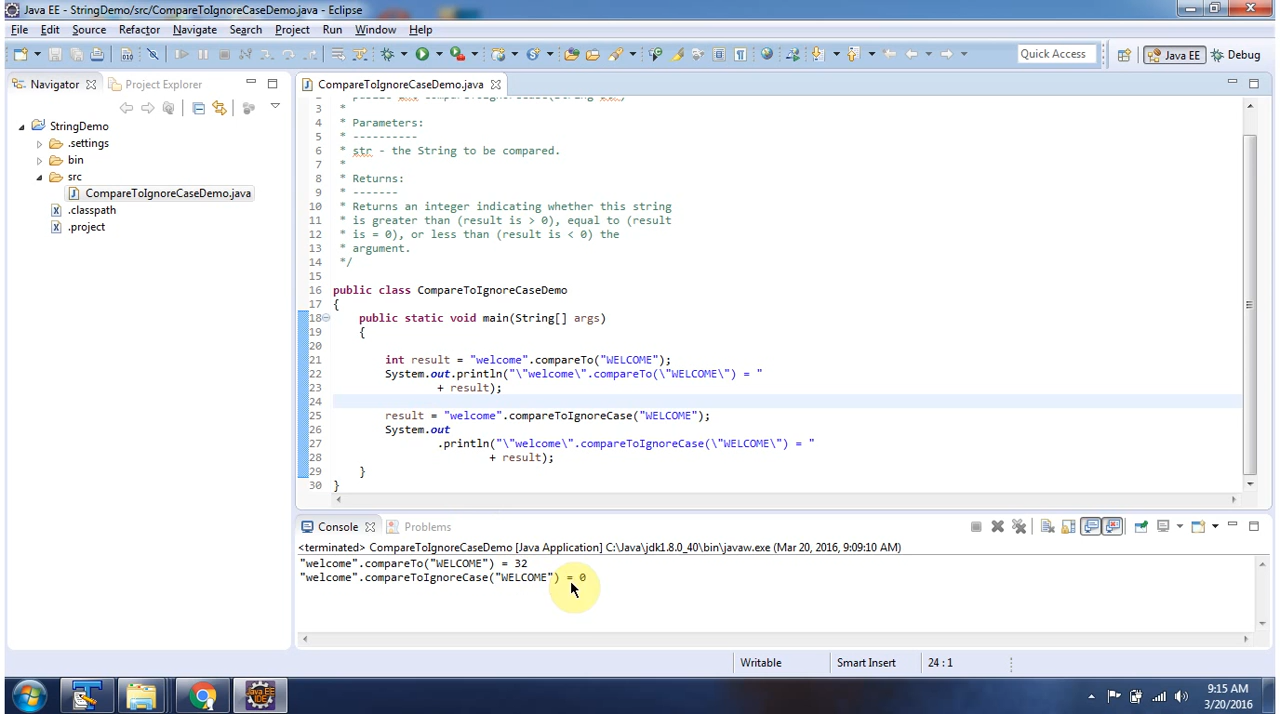 Java EE - StringDemo/src/CompareToIgnoreCaseDemo.java - Eclipse
File Edit Source Refactor Navigate Search Project Run Window Help
Quick Access Java EE Debug
Navigator Project Explorer
CompareToIgnoreCaseDemo.java
StringDemo
.settings
bin
src
CompareToIgnoreCaseDemo.java
.classpath
.project
3 *
4 * Parameters:
5 * ----------
6 * str - the String to be compared.
7 *
8 * Returns:
9 * -------
10 * Returns an integer indicating whether this string
11 * is greater than (result is > 0), equal to (result
12 * is = 0), or less than (result is < 0) the
13 * argument.
14 */
15
16 public class CompareToIgnoreCaseDemo
17 {
18 public static void main(String[] args)
19 {
20
21 int result = "welcome".compareTo("WELCOME");
22 System.out.println("\"welcome\".compareTo(\"WELCOME\") = "
23 + result);
24
25 result = "welcome".compareToIgnoreCase("WELCOME");
26 System.out
27 .println("\"welcome\".compareToIgnoreCase(\"WELCOME\") = "
28 + result);
29 }
30 }
Console Problems
<terminated> CompareToIgnoreCaseDemo [Java Application] C:\Java\jdk1.8.0_40\bin\javaw.exe (Mar 20, 2016, 9:09:10 AM)
"welcome".compareTo("WELCOME") = 32
"welcome".compareToIgnoreCase("WELCOME") = 0
Writable Smart Insert 24 : 1
Java EE
IDE
9:15 AM
3/20/2016